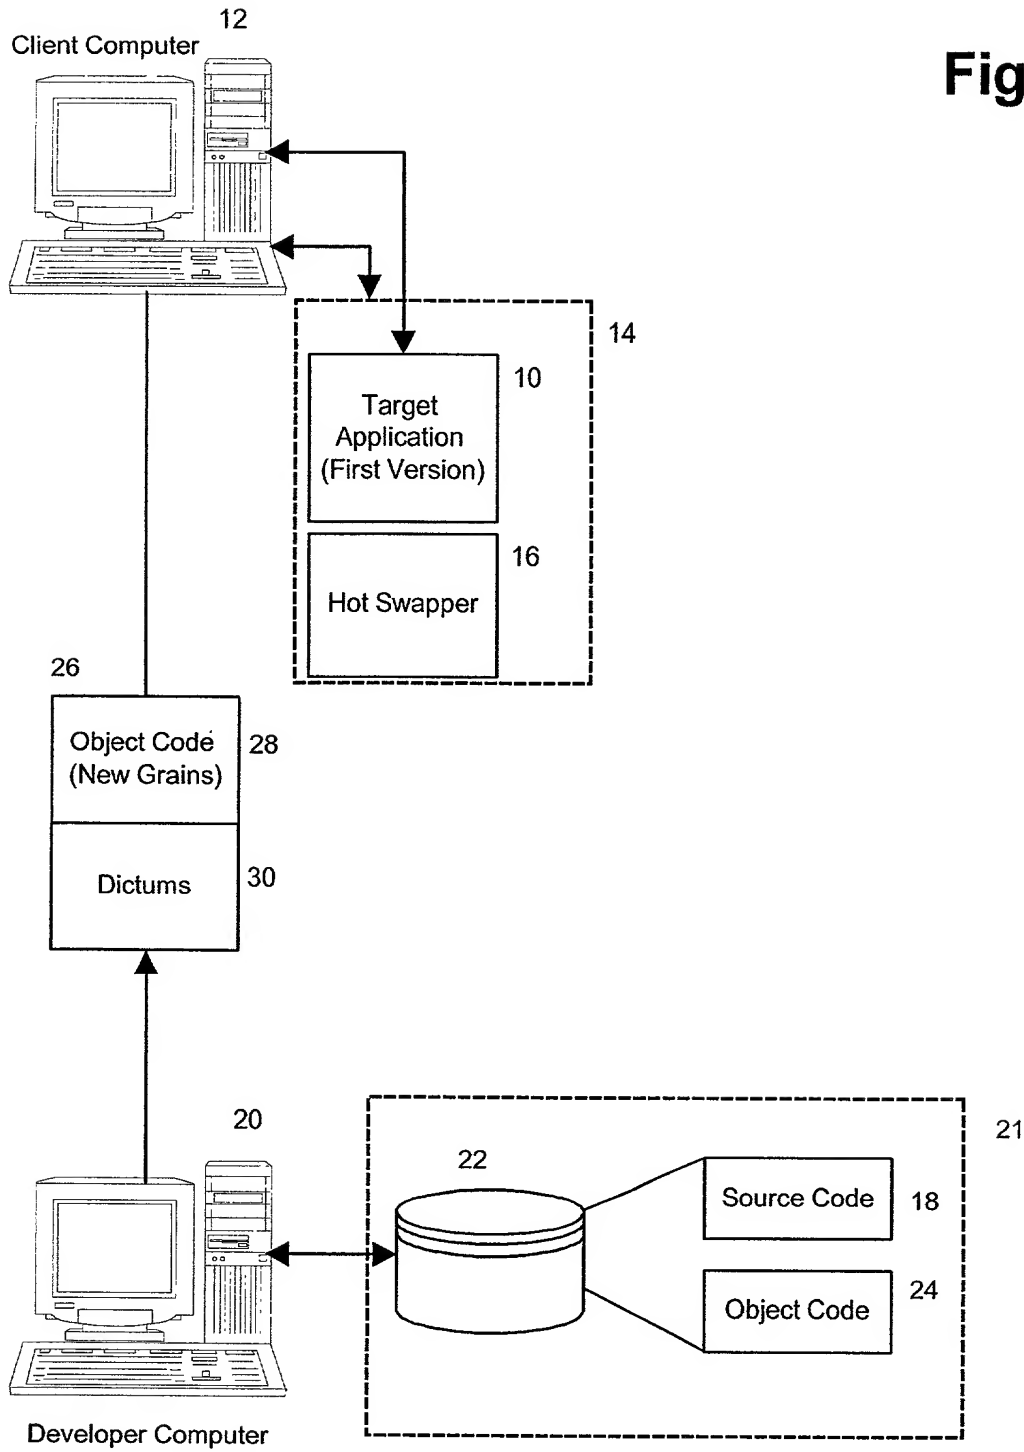 12
Client Computer
Fig
14
10
Target
Application
(First Version)
16
Hot Swapper
26
Object Code
(New Grains)
28
Dictums
30
20
21
22
Source Code
18
Object Code
24
Developer Computer